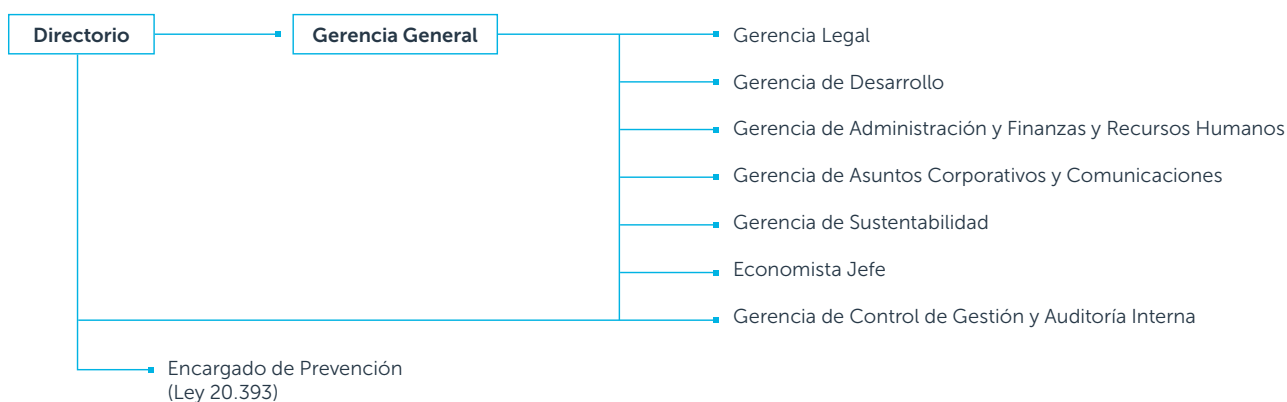 Directorio
Gerencia General
Gerencia Legal
Gerencia de Desarrollo
Gerencia de Administración y Finanzas y Recursos Humanos
Gerencia de Asuntos Corporativos y Comunicaciones
Gerencia de Sustentabilidad
Economista Jefe
Gerencia de Control de Gestión y Auditoría Interna
Encargado de Prevención
(Ley 20.393)